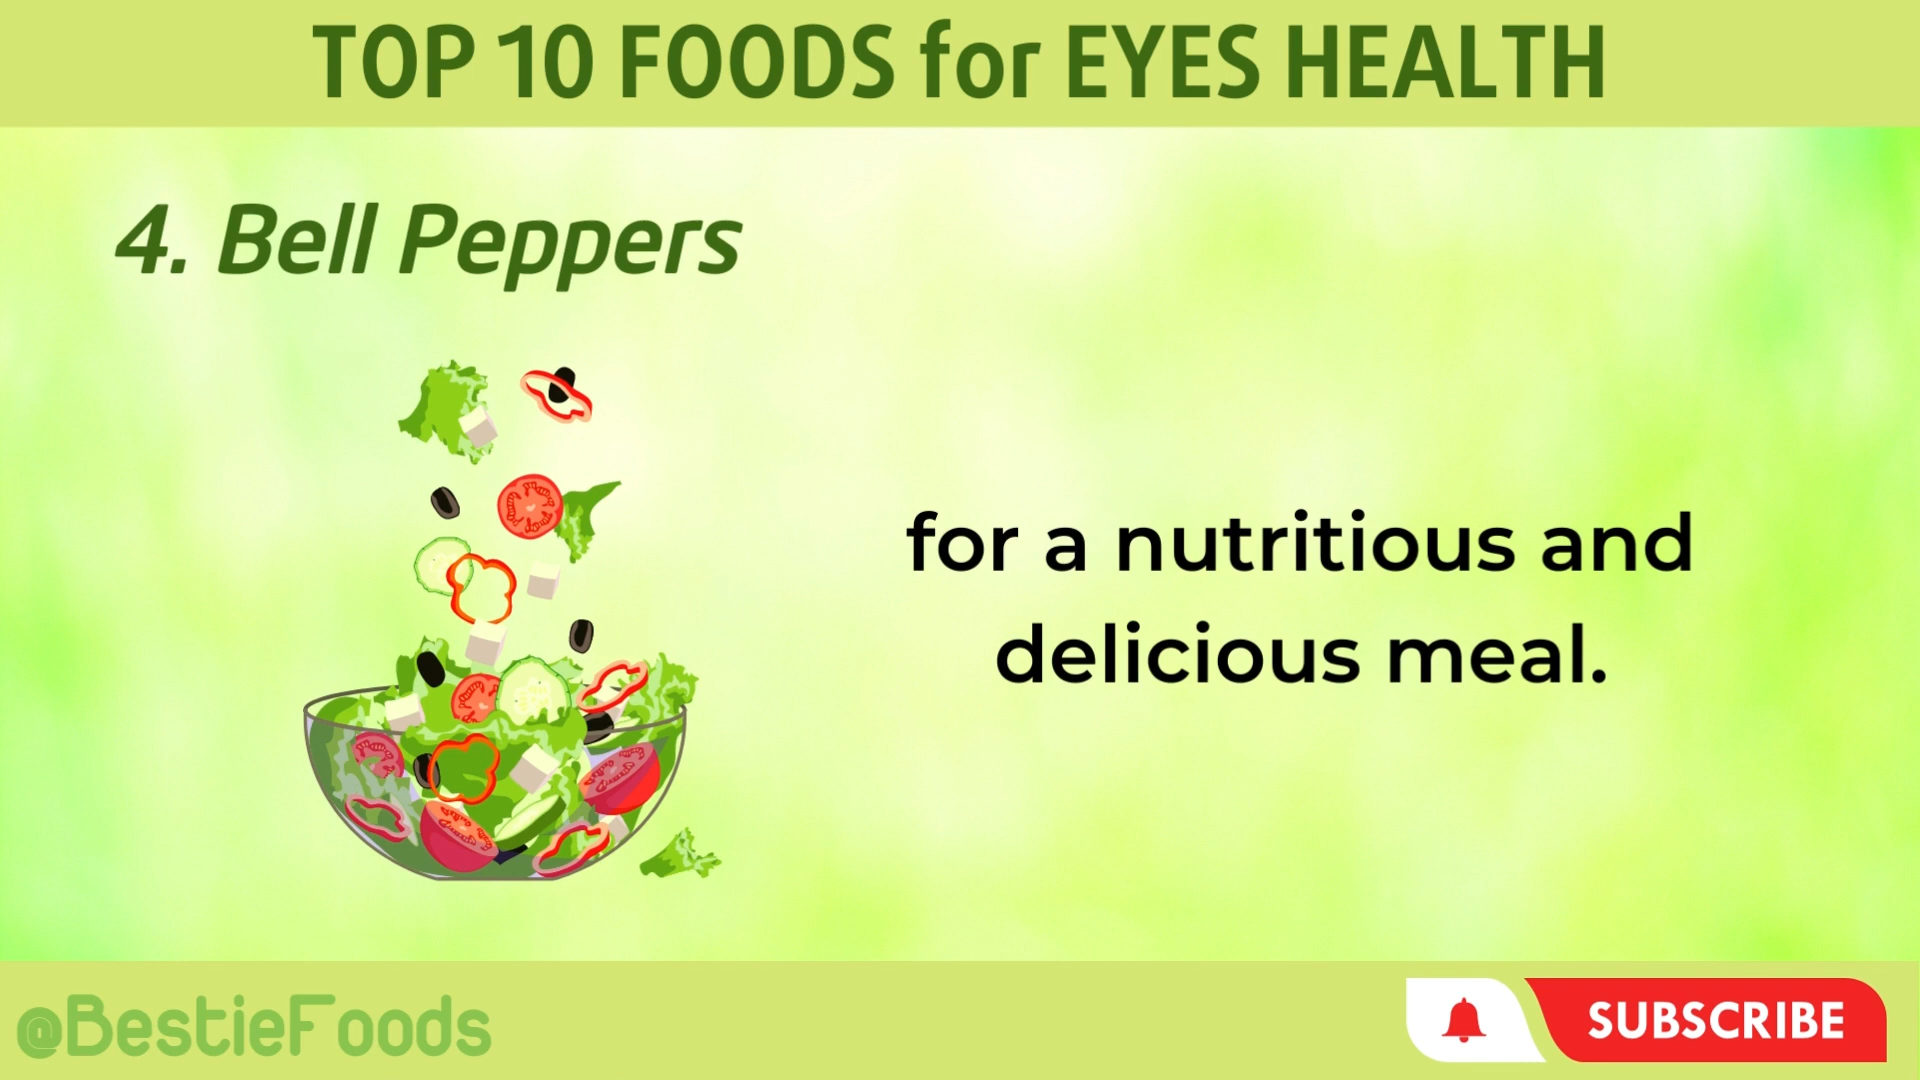 TOP 10 FOODS for EYES HEALTH
4. Bell Peppers
for a nutritious and
delicious meal.
@BestieFoods
SUBSCRIBE